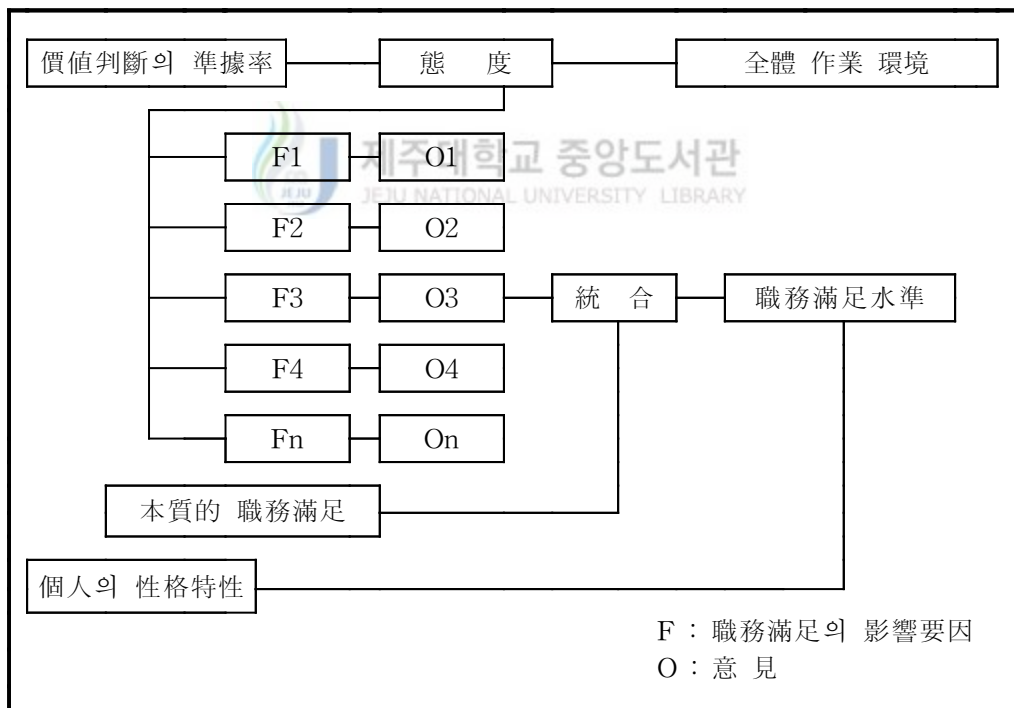 價値判斷의 準據率
態 度
全體 作業 環境
제주대학교 중앙도서관
JEJU NATIONAL UNIVERSITY LIBRARY
JEJU
F1
O1
F2
O2
F3
O3
統 合
職務滿足水準
F4
O4
Fn
On
本質的 職務滿足
個人의 性格特性
F : 職務滿足의 影響要因
O : 意 見